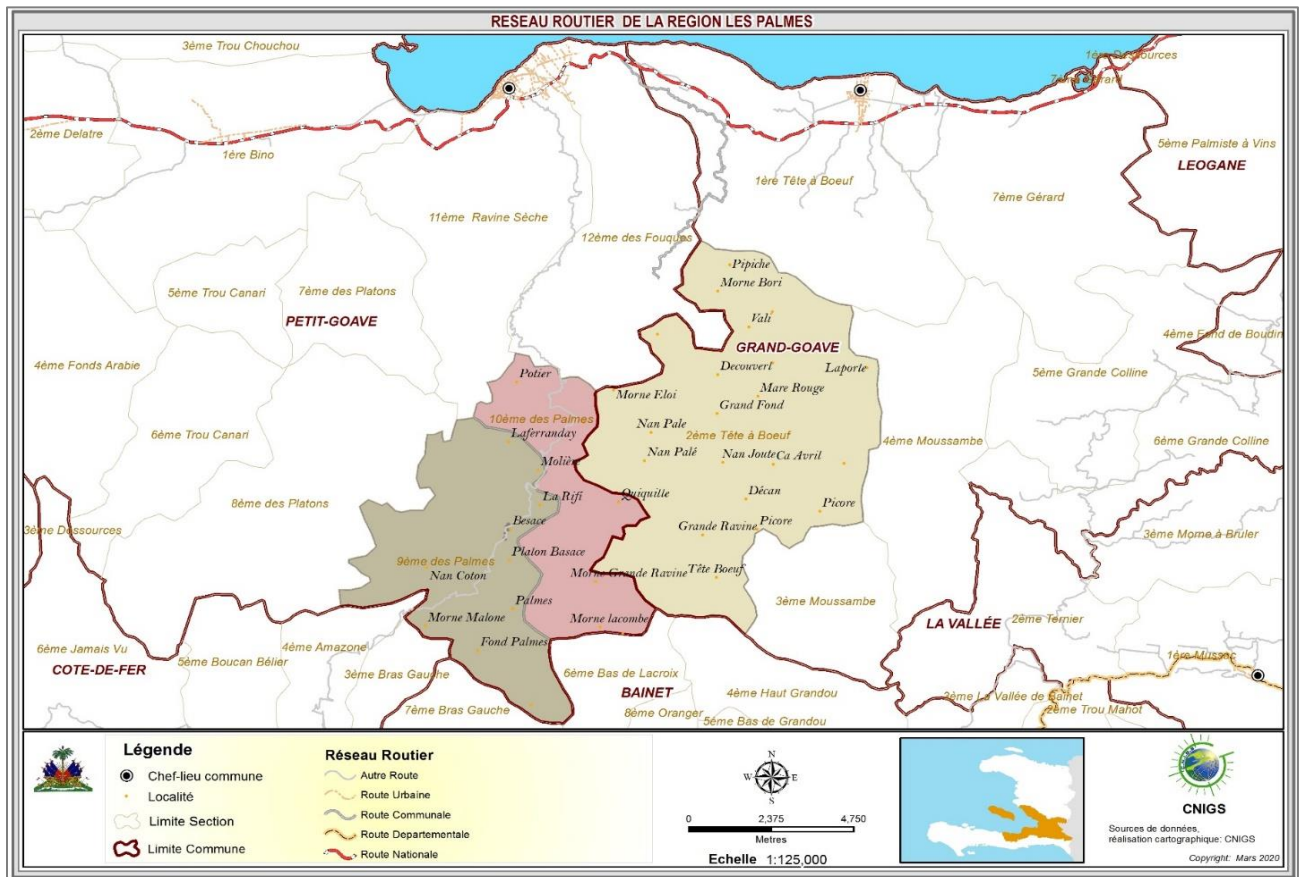 RESEAU ROUTIER DE LA REGION LES PALMES
3ème Trou Chouchou
1ère Dessources
7ème Gérard
2ème Delatre
1ère Bino
5ème Palmiste à Vins
LEOGANE
1ère Tête à Boeuf
7ème Gérard
11ème Ravine Sèche
12ème des Fouques
Pipiche
Morne Bori
5ème Trou Canari
7ème des Platons
PETIT-GOAVE
Vali
GRAND-GOAVE
4ème Fond de Boudin
4ème Fonds Arabie
Potier
Decouvert
Laporte
5ème Grande Colline
Morne Eloi
Mare Rouge
Grand Fond
10ème des Palmes
6ème Trou Canari
Laferranday
Nan Pale
2ème Tête à Boeuf
4ème Moussambe
6ème Grande Colline
Molière
Nan Palé
Nan Joute
Ca Avril
8ème des Platons
La Rifi
Quiquille
Décan
Picore
3ème Dessources
Besace
Grande Ravine
Picore
3ème Morne à Brûler
9ème des Palmes
Platon Basace
Nan Coton
Morne Grande Ravine
Tête Boeuf
Palmes
3ème Moussambe
Morne Malone
Morne lacombe
LA VALLÉE
2ème Ternier
Fond Palmes
6ème Jamais Vu
4ème Amazone
5ème Boucan Bélier
COTE-DE-FER
3ème Bras Gauche
6ème Bas de Lacroix
1ère Mussac
BAINET
4ème Haut Grandou
3ème La Vallée de Bainet
7ème Bras Gauche
8ème Oranger
5ème Bas de Grandou
2ème Trou Mahot
Légende
Chef-lieu commune
Localité
Limite Section
Limite Commune
Réseau Routier
Autre Route
Route Urbaine
Route Communale
Route Departementale
Route Nationale
N
W E
S
0 2,375 4,750
Metres
Echelle 1:125,000
CNIGS
Sources de données,
réalisation cartographique: CNIGS
Copyright: Mars 2020